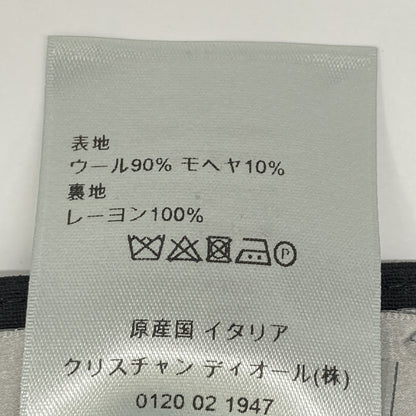 表地
ウール90% モヘヤ10%
裏地
レーヨン100%
P
原産国 イタリア
クリスチャン ディオール(株)
0120 02 1947